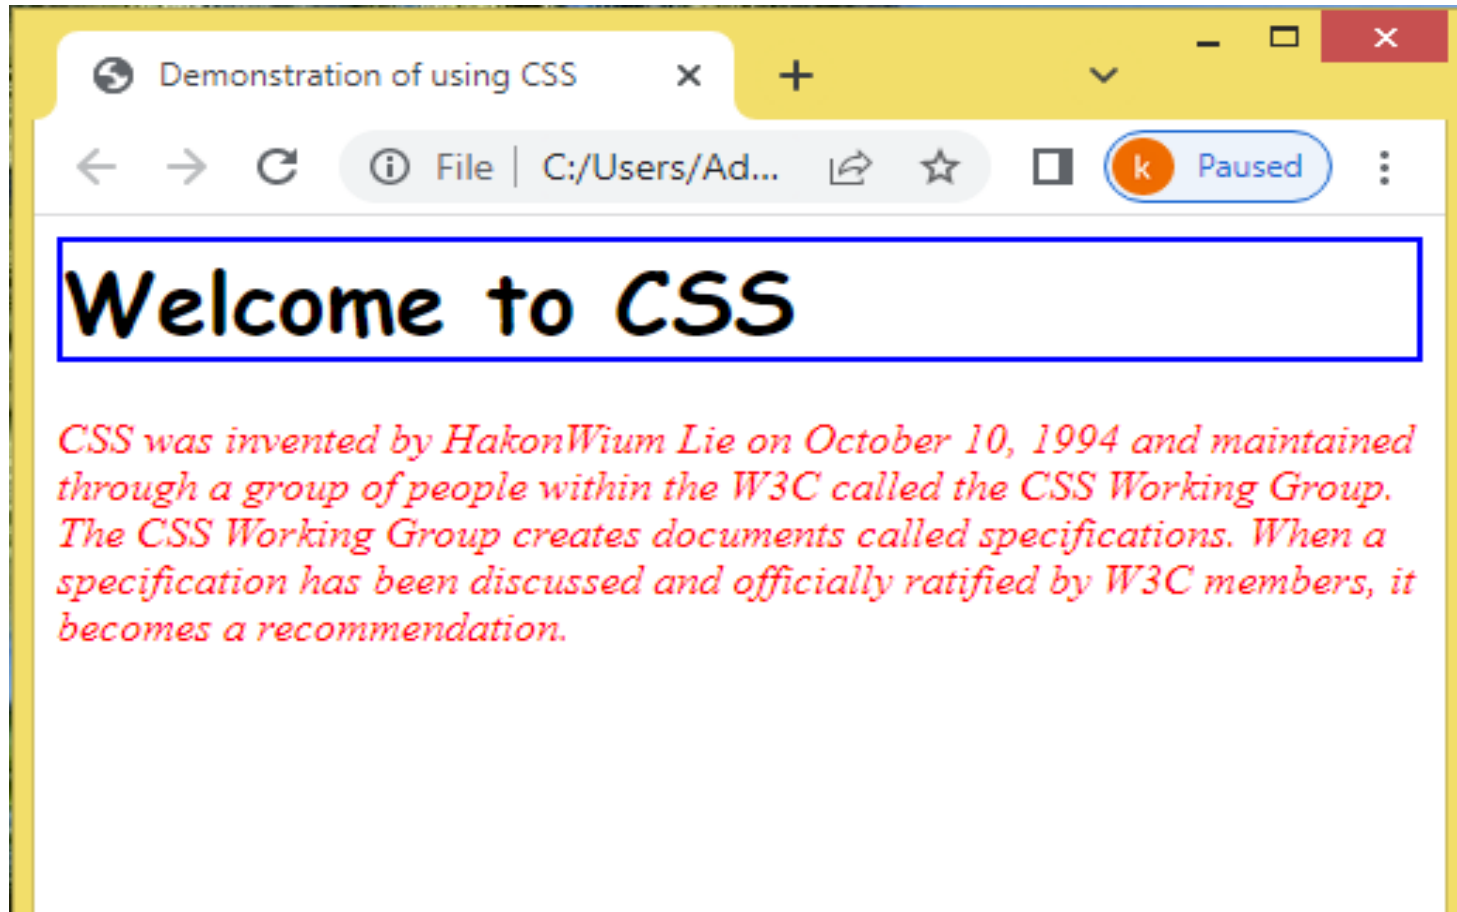 Demonstration of using CSS
File C:/Users/Ad...
k Paused
Welcome to CSS
CSS was invented by HakonWium Lie on October 10, 1994 and maintained
through a group of people within the W3C called the CSS Working Group.
The CSS Working Group creates documents called specifications. When a
specification has been discussed and officially ratified by W3C members, it
becomes a recommendation.